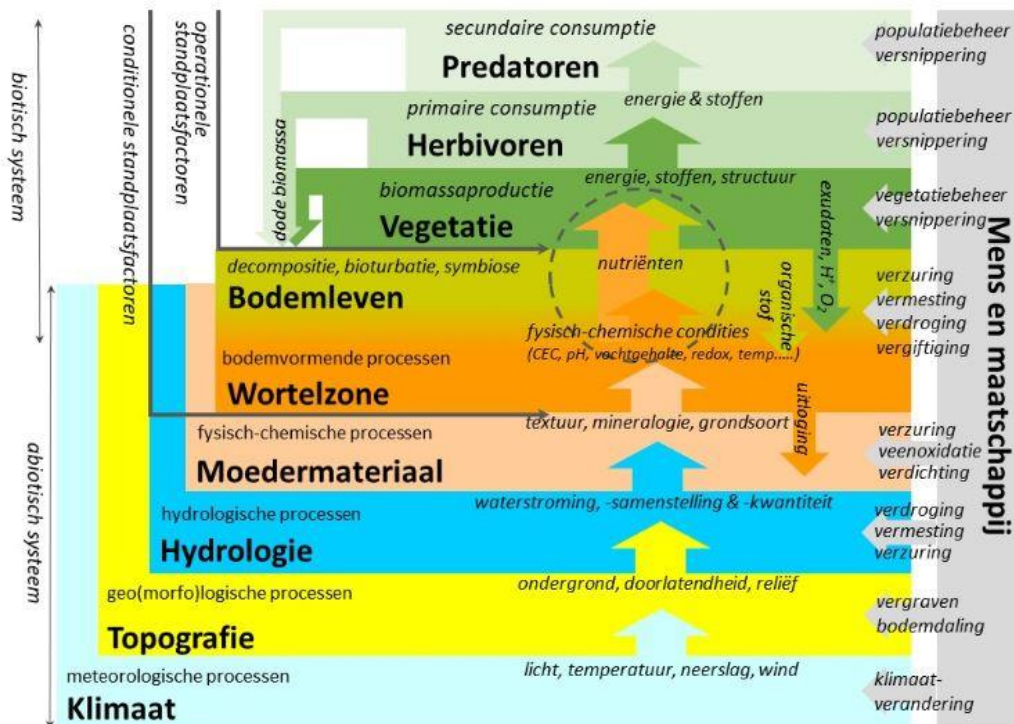 biotisch systeem
abiotisch systeem
conditionele standplaatsfactoren
operationele
standplaatsfactoren
dode biomassa
secundaire consumptie
Predatoren
energie & stoffen
primaire consumptie
Herbivoren
energie, stoffen, structuur
biomassaproductie
Vegetatie
nutriënten
exudaten, H⁺, O₂
organische
stof
decompositie, bioturbatie, symbiose
Bodemleven
fysisch-chemische condities
(CEC, pH, vochtgehalte, redox, temp.....)
bodemvormende processen
Wortelzone
textuur, mineralogie, grondsoort
uitloging
fysisch-chemische processen
Moedermateriaal
waterstroming, -samenstelling & -kwantiteit
hydrologische processen
Hydrologie
ondergrond, doorlatendheid, reliëf
geo(morfo)logische processen
Topografie
licht, temperatuur, neerslag, wind
meteorologische processen
Klimaat
populatiebeheer
versnippering
populatiebeheer
versnippering
vegetatiebeheer
versnippering
verzuring
vermesting
verdroging
vergiftiging
verzuring
veenoxidatie
verdichting
verdroging
vermesting
verzuring
vergraven
bodemdaling
klimaat-
verandering
Mens en maatschappij